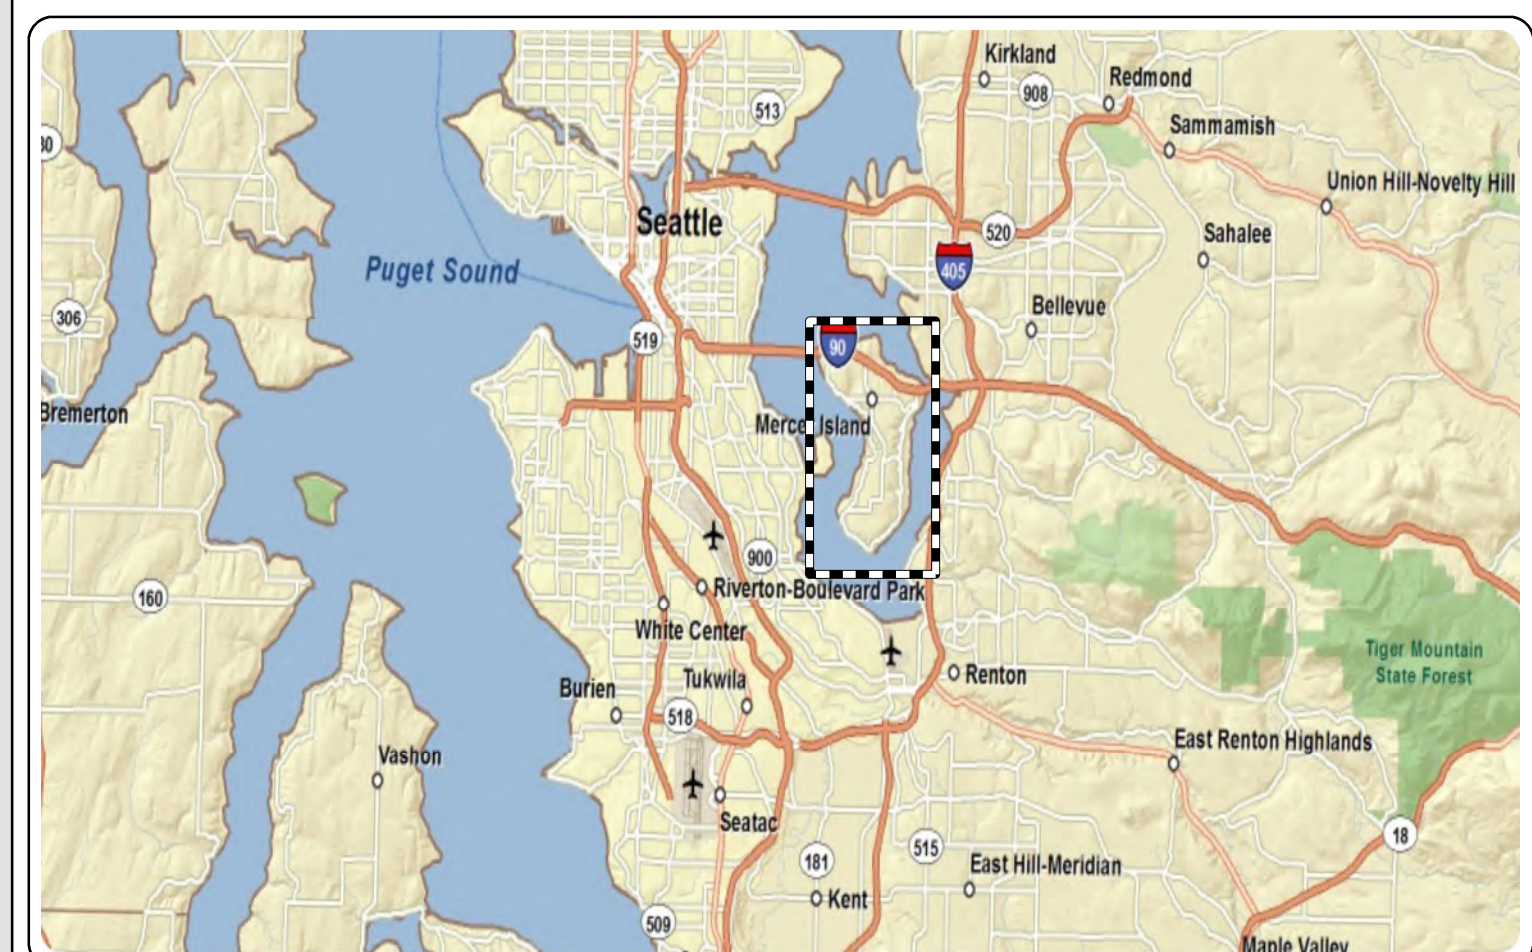 Kirkland
Redmond
908
513
Sammamish
30
Union Hill-Novelty Hill
Seattle
520
Sahalee
Puget Sound
405
Bellevue
306
519
90
Bremerton
Mercer Island
900
Riverton-Boulevard Park
160
White Center
Tiger Mountain
State Forest
Renton
Tukwila
Burien
518
East Renton Highlands
Vashon
Seatac
18
515
181
East Hill-Meridian
Kent
509
Maple Valley